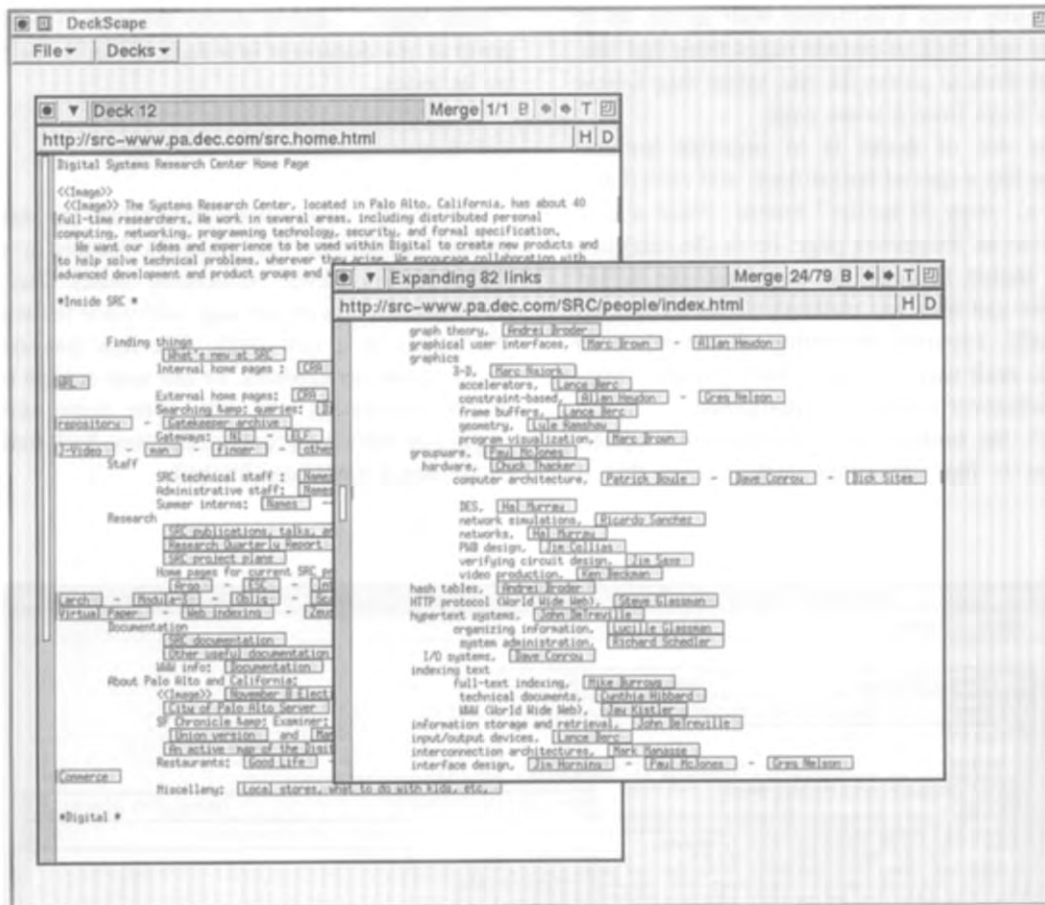 DeckScape
File Decks
Deck 12 Merge 1/1 B T
http://src-www.pa.dec.com/src.home.html H D
Digital Systems Research Center Home Page
<<Image>>
<<Image>> The Systems Research Center, located in Palo Alto, California, has about 40
full-time researchers. We work in several areas, including distributed personal
computing, networking, programming technology, security, and formal specification.
We want our ideas and experience to be used within Digital to create new products and
to help solve technical problems, wherever they arise. We encourage collaboration with
advanced development and product groups and
*Inside SRC *
Finding things
What's new at SRC
Internal home pages : CRA
External home pages: CRA
Searching &amp; queries:
repository - Gatekeeper archive
Gateways: NI - ELF
J-Video - man - finger - other
Staff
SRC technical staff : Names
Administrative staff: Names
Summer interns: Names
Research
SRC publications, talks,
Research Quarterly Report
SRC project plans
Home pages for current SRC
Argo - ESC -
Larch - Modula-3 - Obliq -
Virtual Paper - Web indexing -
Documentation
SRC documentation
Other useful documentation
WWW info: Documentation
About Palo Alto and California:
<<Image>> November 8
City of Palo Alto Server
SF Chronicle &amp; Examiner:
Union version and
An active map of the
Restaurants: Good Life -
Commerce
Miscellany: Local stores, what to do with kids, etc.
*Digital *
Expanding 82 links Merge 24/79 B T
http://src-www.pa.dec.com/SRC/people/index.html H D
graph theory, Andrei Broder
graphical user interfaces, Marc Brown - Allan Heydon
graphics
3-D, Marc Najork
accelerators, Lance Berc
constraint-based, Allan Heydon - Greg Nelson
frame buffers, Lance Berc
geometry, Lyle Ramshaw
program visualization, Marc Brown
groupware, Paul McJones
hardware, Chuck Thacker
computer architecture, Patrick Boyle - Dave Conroy - Dick Sites
DES, Hal Murray
network simulations, Ricardo Sanchez
networks, Hal Murray
PWB design, Jim Collias
verifying circuit design, Jim Saxe
video production, Ken Beckman
hash tables, Andrei Broder
HTTP protocol (World Wide Web), Steve Glassman
hypertext systems, John DeTreville
organizing information, Lucille Glassman
system administration, Richard Schedler
I/O systems, Dave Conroy
indexing text
full-text indexing, Mike Burrows
technical documents, Cynthia Hibbard
WWW (World Wide Web), Jay Kistler
information storage and retrieval, John DeTreville
input/output devices, Lance Berc
interconnection architectures, Mark Manasse
interface design, Jim Horning - Paul McJones - Greg Nelson